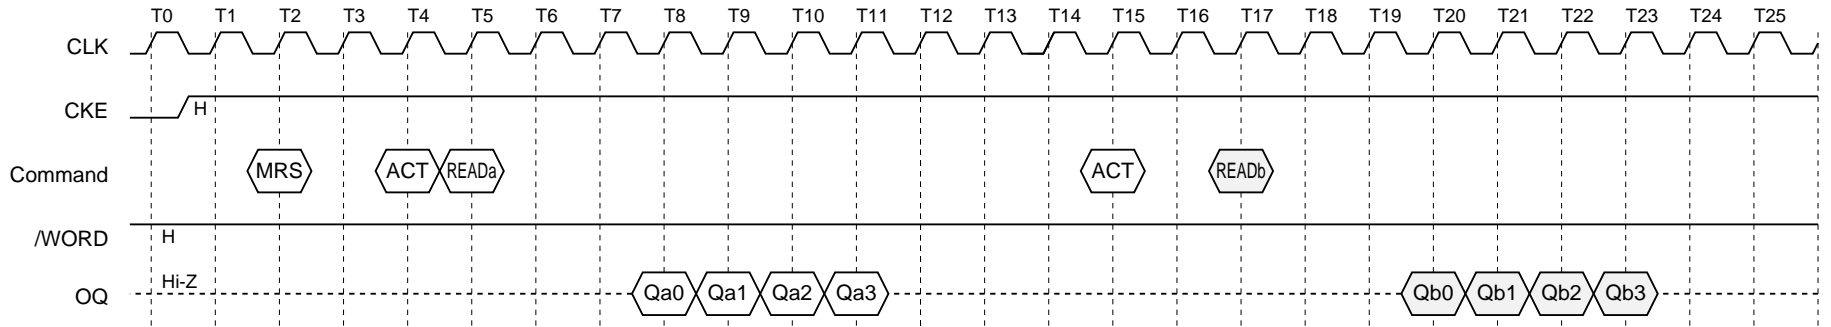 T0 T1 T2 T3 T4 T5 T6 T7 T8 T9 T10 T11 T12 T13 T14 T15 T16 T17 T18 T19 T20 T21 T22 T23 T24 T25
CLK
CKE H
Command MRS ACT READa ACT READb
/WORD H
OQ Hi-Z Qa0 Qa1 Qa2 Qa3 Qb0 Qb1 Qb2 Qb3